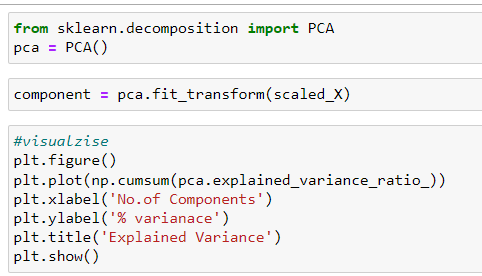 from sklearn.decomposition import PCA
pca = PCA()
component = pca.fit_transform(scaled_X)
#visualzise
plt.figure()
plt.plot(np.cumsum(pca.explained_variance_ratio_))
plt.xlabel('No.of Components')
plt.ylabel('% varianace')
plt.title('Explained Variance')
plt.show()